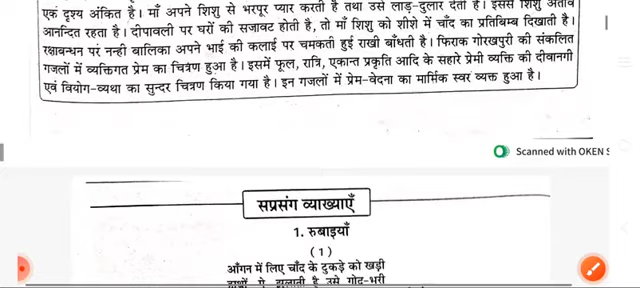 एक दृश्य अंकित है। माँ अपने शिशु से भरपूर प्यार करती है तथा उसे लाड़-दुलार देती है। इससे शिशु अतीव
आनन्दित रहता है। दीपावली पर घरों की सजावट होती है, तो माँ शिशु को शीशे में चाँद का प्रतिबिम्ब दिखाती है।
रक्षाबन्धन पर नन्ही बालिका अपने भाई की कलाई पर चमकती हुई राखी बाँधती है। फिराक गोरखपुरी की संकलित
गजलों में व्यक्तिगत प्रेम का चित्रण हुआ है। इसमें फूल, रात्रि, एकान्त प्रकृति आदि के सहारे प्रेमी व्यक्ति की दीवानगी
एवं वियोग-व्यथा का सुन्दर चित्रण किया गया है। इन गजलों में प्रेम-वेदना का मार्मिक स्वर व्यक्त हुआ है।
Scanned with OKEN S
सप्रसंग व्याख्याएँ
1. रुबाइयाँ
(1)
आँगन में लिए चाँद के टुकड़े को खड़ी
हाथों पे झुलाती है उसे गोद-भरी